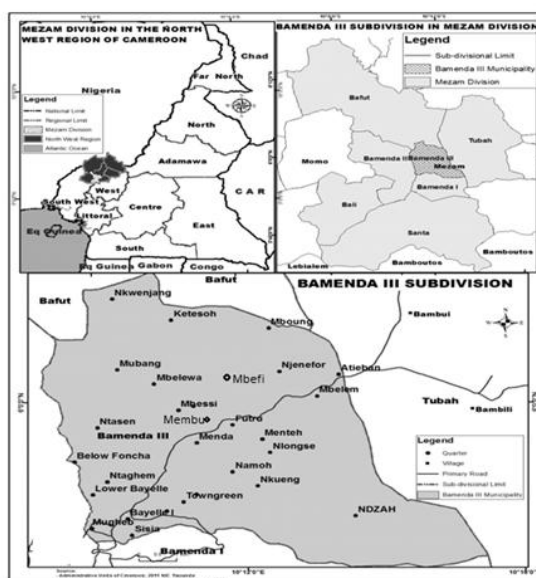 MEZAM DIVISION IN THE NORTH
WEST REGION OF CAMEROON
Chad
Far North
Nigeria
Legend
National Limit
Regional Limit
Mezam Division
North West Region
Atlantic Ocean
North
Adamawa
West
South West
Littoral
Centre
C A R
East
Eq Guinea
South
Eq Guinea
Gabon
Congo
BAMENDA III SUBDIVISION IN MEZAM DIVISION
Legend
Sub-divisional Limit
Bamenda III Municipality
Mezam Division
Bafut
Tubah
Momo
Bamenda II
Bamenda III
Mezam
Bamenda I
Bali
Santa
Lebialem
Bamboutos
Bamboutos
Bafut
BAMENDA III SUBDIVISION
Bafut
Nkwenjang
Ketesoh
Mboung
Bambui
Mubang
Mbelewa
Mbefi
Njenefor
Atieban
Mbelem
Tubah
Mbessi
Bambili
Membu
Futru
Ntasen
Bamenda III
Menda
Menteh
Nlongse
Below Foncha
Ntaghem
Namoh
Lower Bayelle
Nkueng
Towngreen
NDZAH
Bayelle I
Mugheb
Sisia
Bamenda I
Legend
Quarter
Village
Primary Road
Sub-divisional Limit
Bamenda III Municipality
Source: